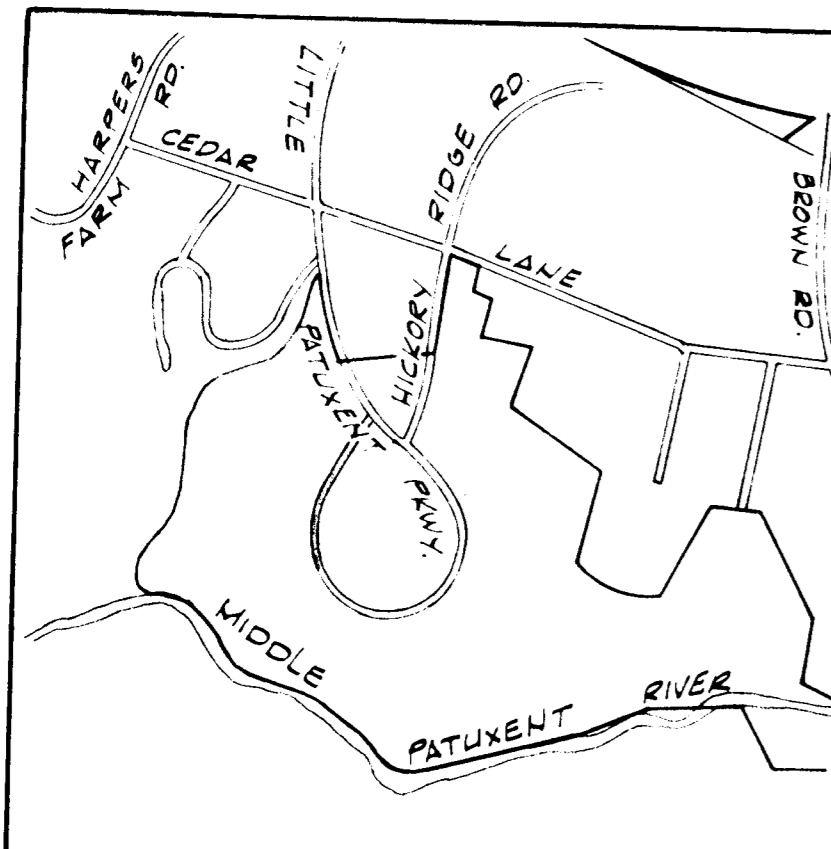 HARPERS
FARM
RD.
CEDAR
LANE
LITTLE
PATUXENT
PKWY.
HICKORY
RIDGE
RD.
BROWN RD.
MIDDLE
PATUXENT
RIVER